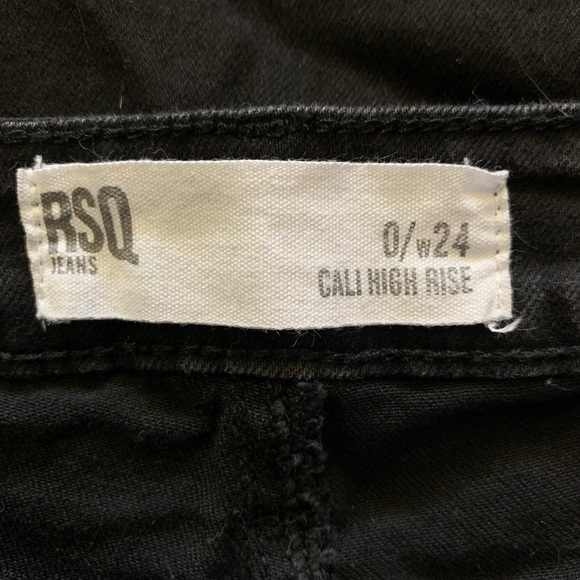 RSQ
JEANS
0/w24
CALI HIGH RISE